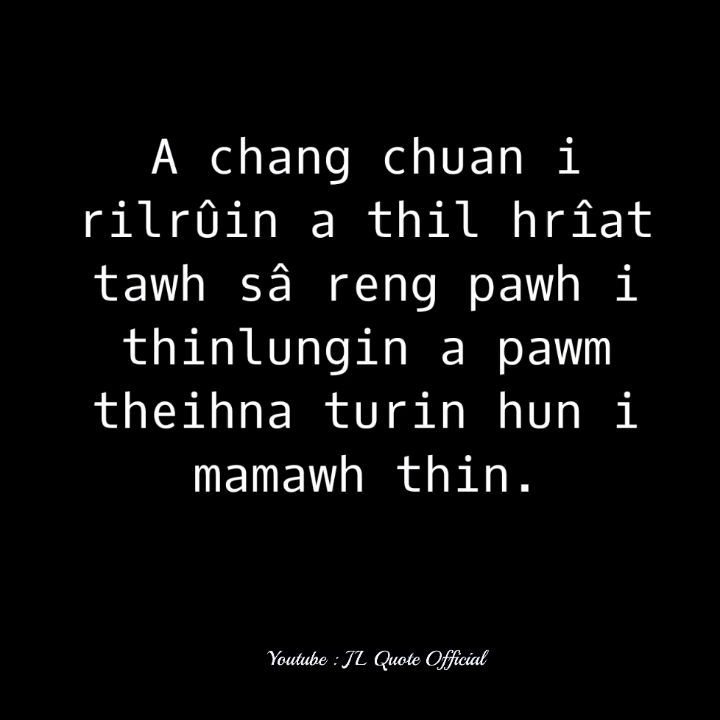 A chang chuan i
rilrûin a thil hrîat
tawh sâ reng pawh i
thinlungin a pawm
theihna turin hun i
mamawh thin.
Youtube : JL Quote Official